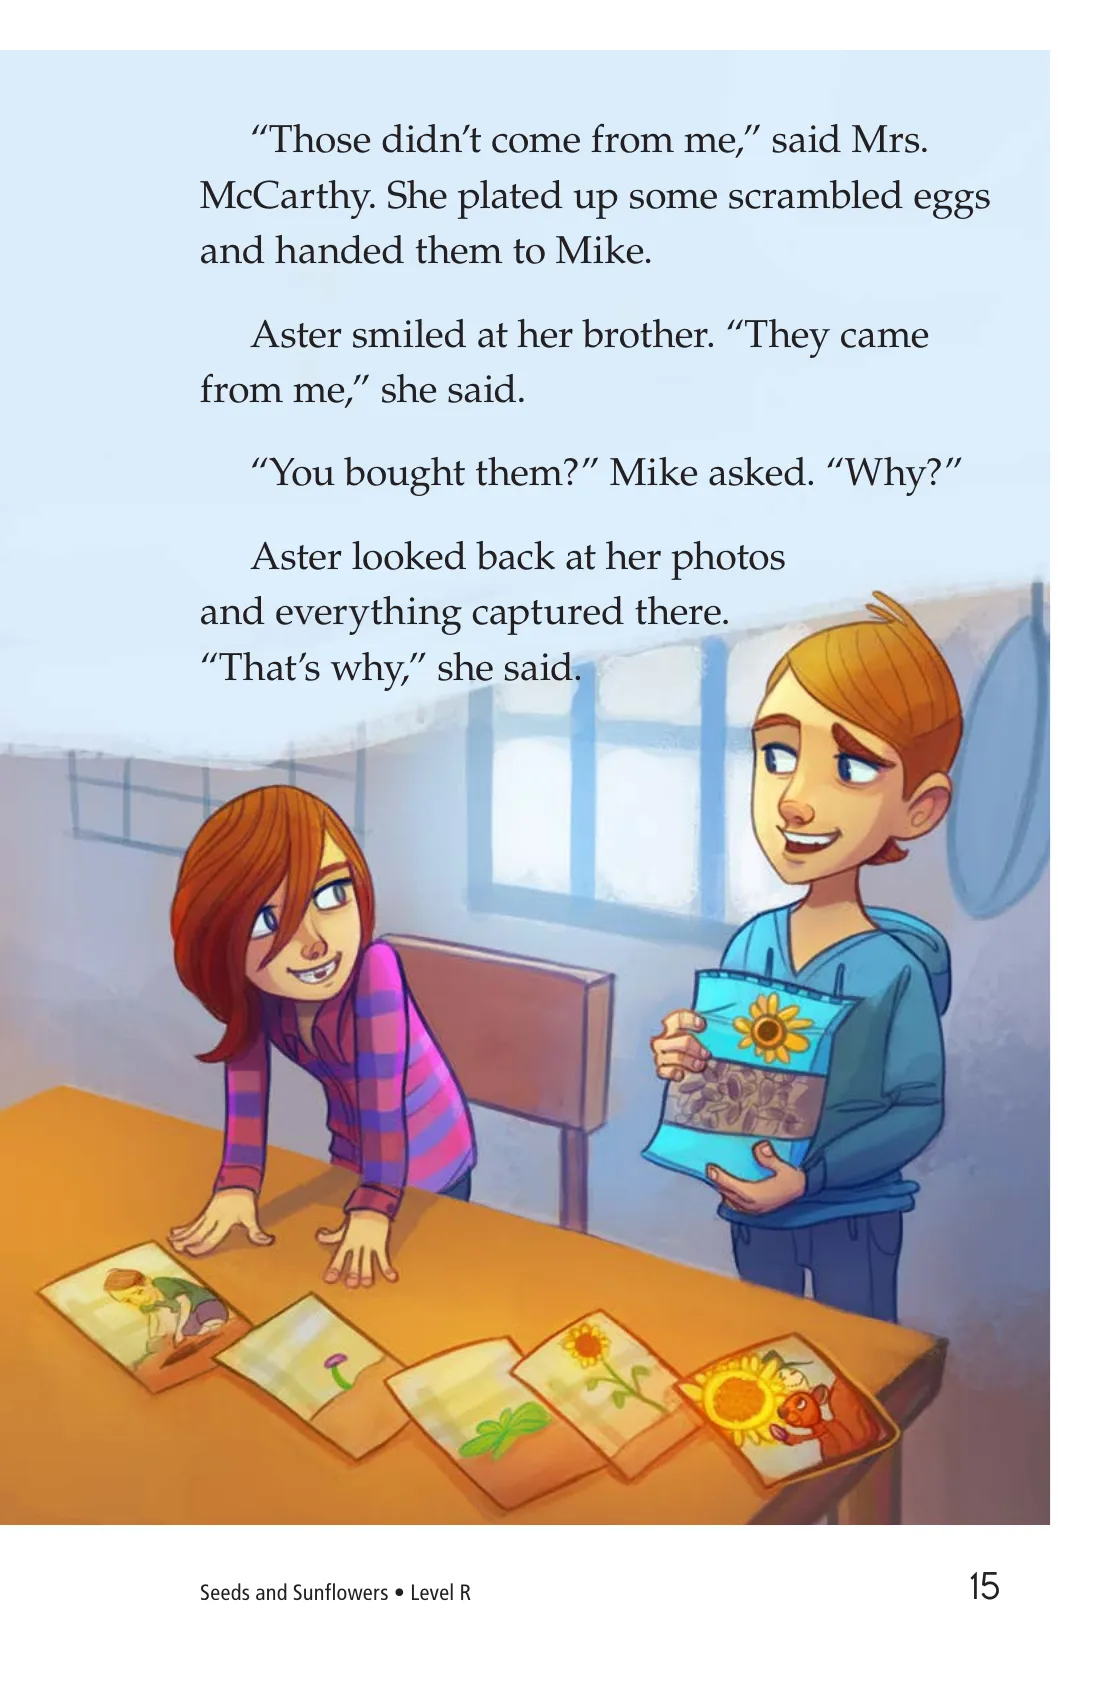 “Those didn’t come from me,” said Mrs.
McCarthy. She plated up some scrambled eggs
and handed them to Mike.
Aster smiled at her brother. “They came
from me,” she said.
“You bought them?” Mike asked. “Why?”
Aster looked back at her photos
and everything captured there.
“That’s why,” she said.
Seeds and Sunflowers • Level R
15